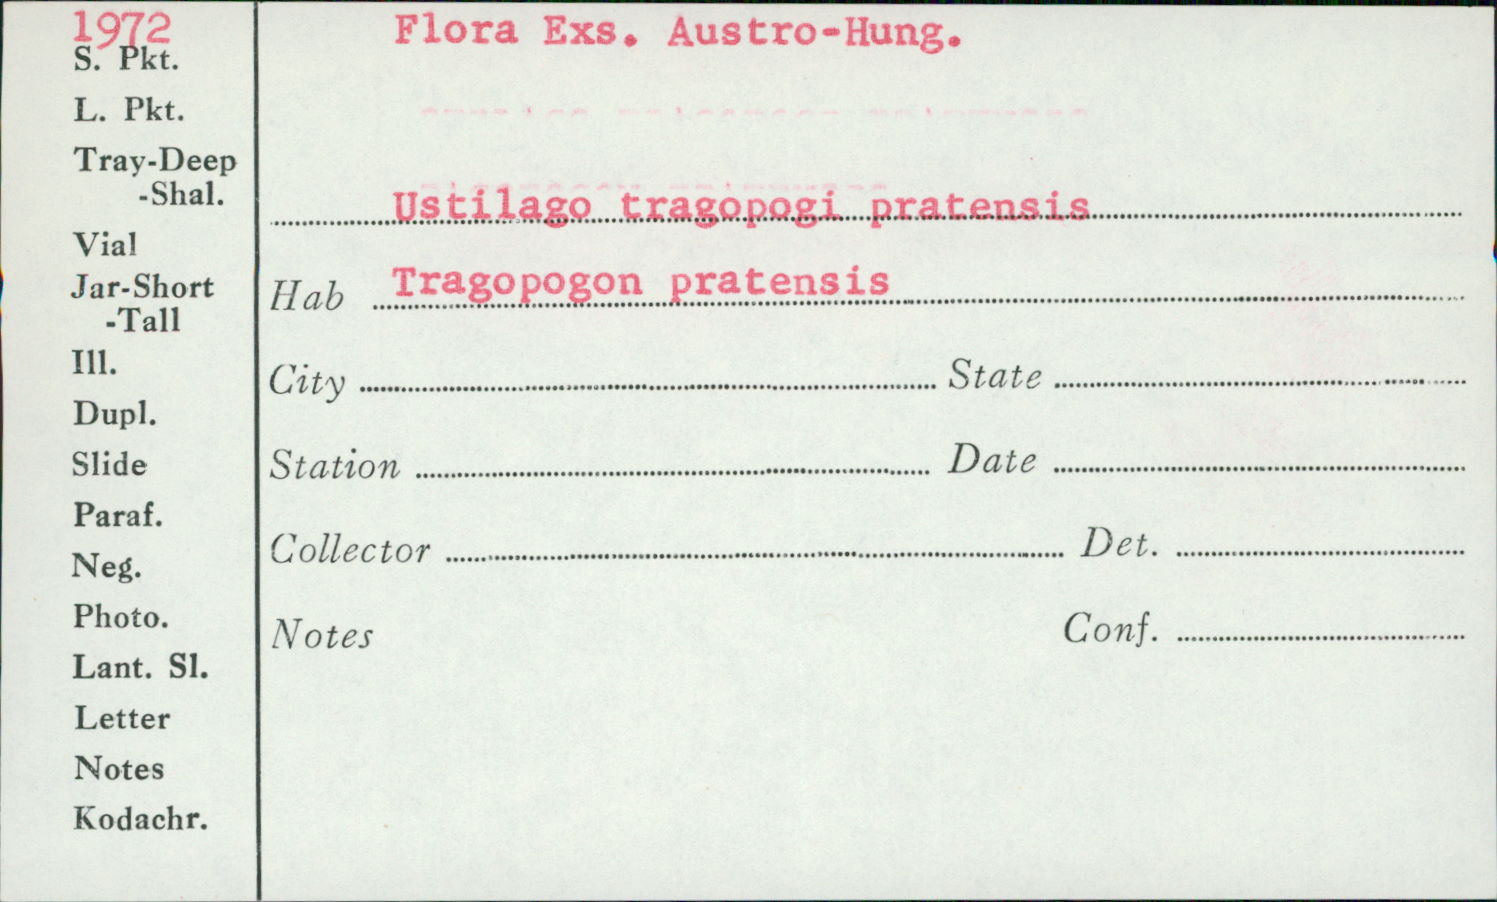 1972
Flora Exs. Austro-Hung.
S. Pkt.
L. Pkt.
Tray-Deep
-Shal.
Ustilago tragopogi pratensis
Vial
Jar-Short
-Tall
Hab Tragopogon pratensis
Ill.
City State
Dupl.
Slide
Station Date
Paraf.
Neg.
Collector Det.
Photo.
Notes Conf.
Lant. Sl.
Letter
Notes
Kodachr.